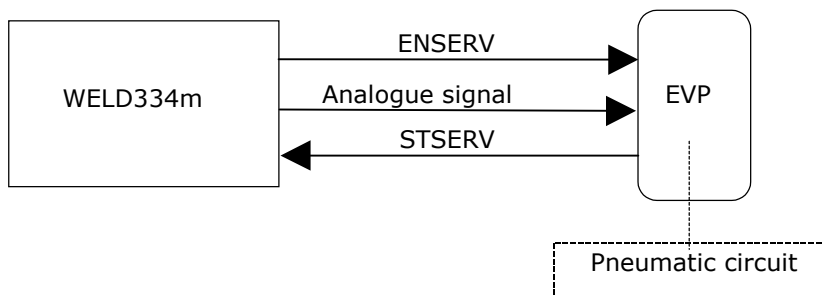 ENSERV
WELD334m
Analogue signal
EVP
STSERV
Pneumatic circuit